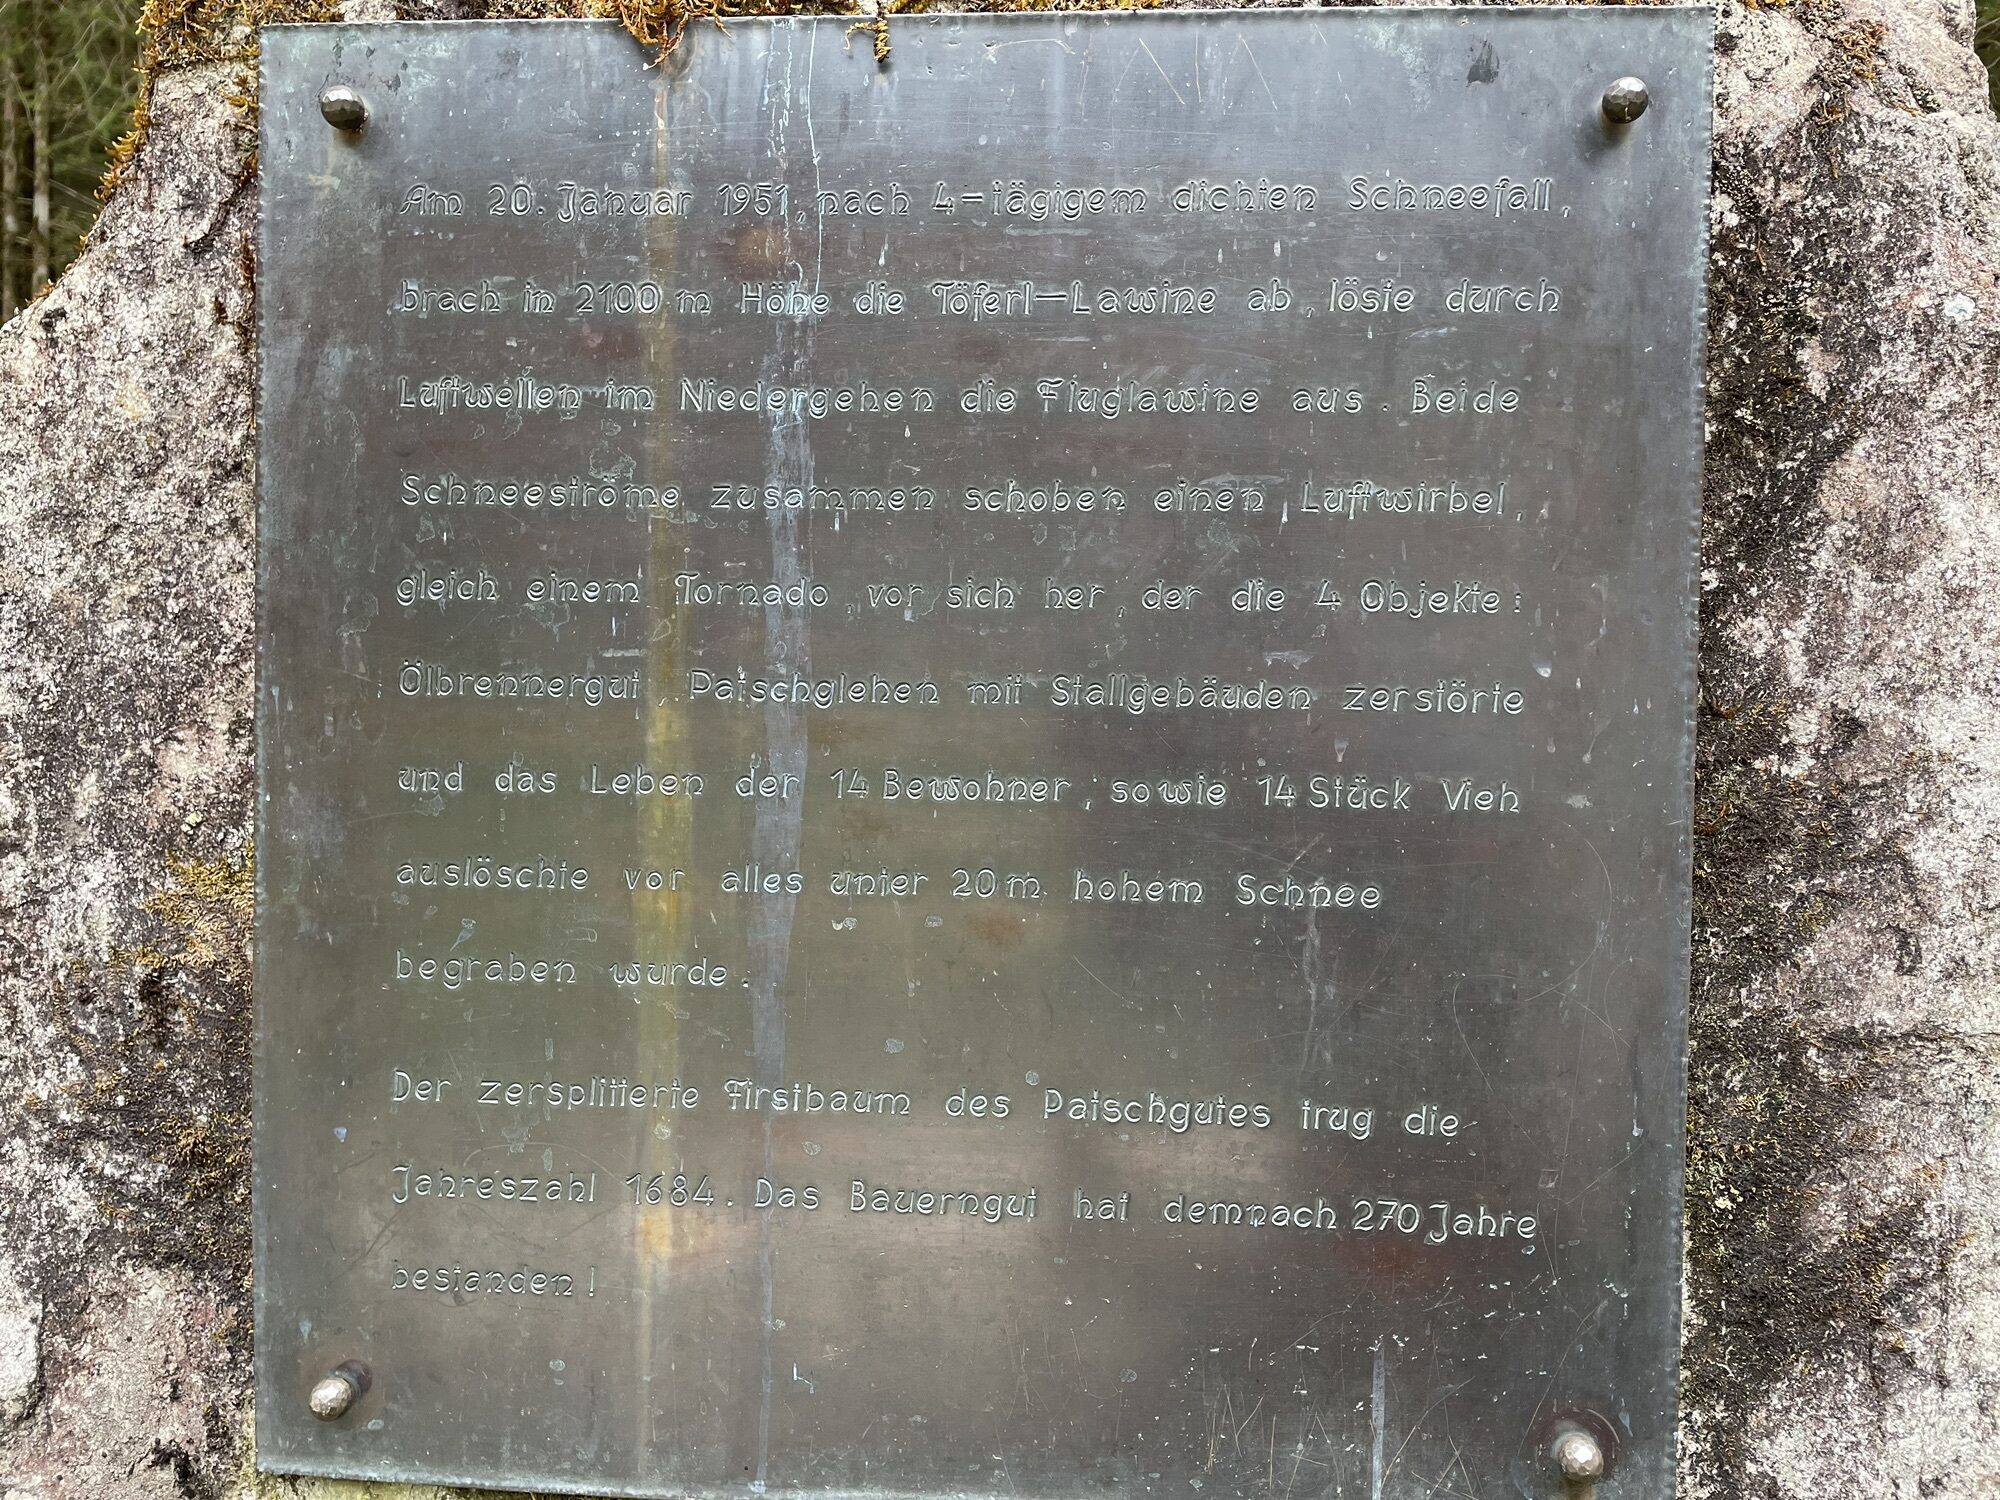 Am 20. Januar 1951, nach 4-tägigem dichten Schneefall,
brach in 2100 m Höhe die Töferl-Lawine ab, löste durch
Luftwellen im Niedergehen die Fluglawine aus. Beide
Schneeströme zusammen schoben einen Luftwirbel,
gleich einem Tornado, vor sich her, der die 4 Objekte:
Ölbrennergut, Patschglehen mit Stallgebäuden zerstörte
und das Leben der 14 Bewohner, sowie 14 Stück Vieh
auslöschte vor alles unter 20 m hohem Schnee
begraben wurde.
Der zersplitterte Firstbaum des Patschgutes trug die
Jahreszahl 1684. Das Bauerngut hat demnach 270 Jahre
bestanden!